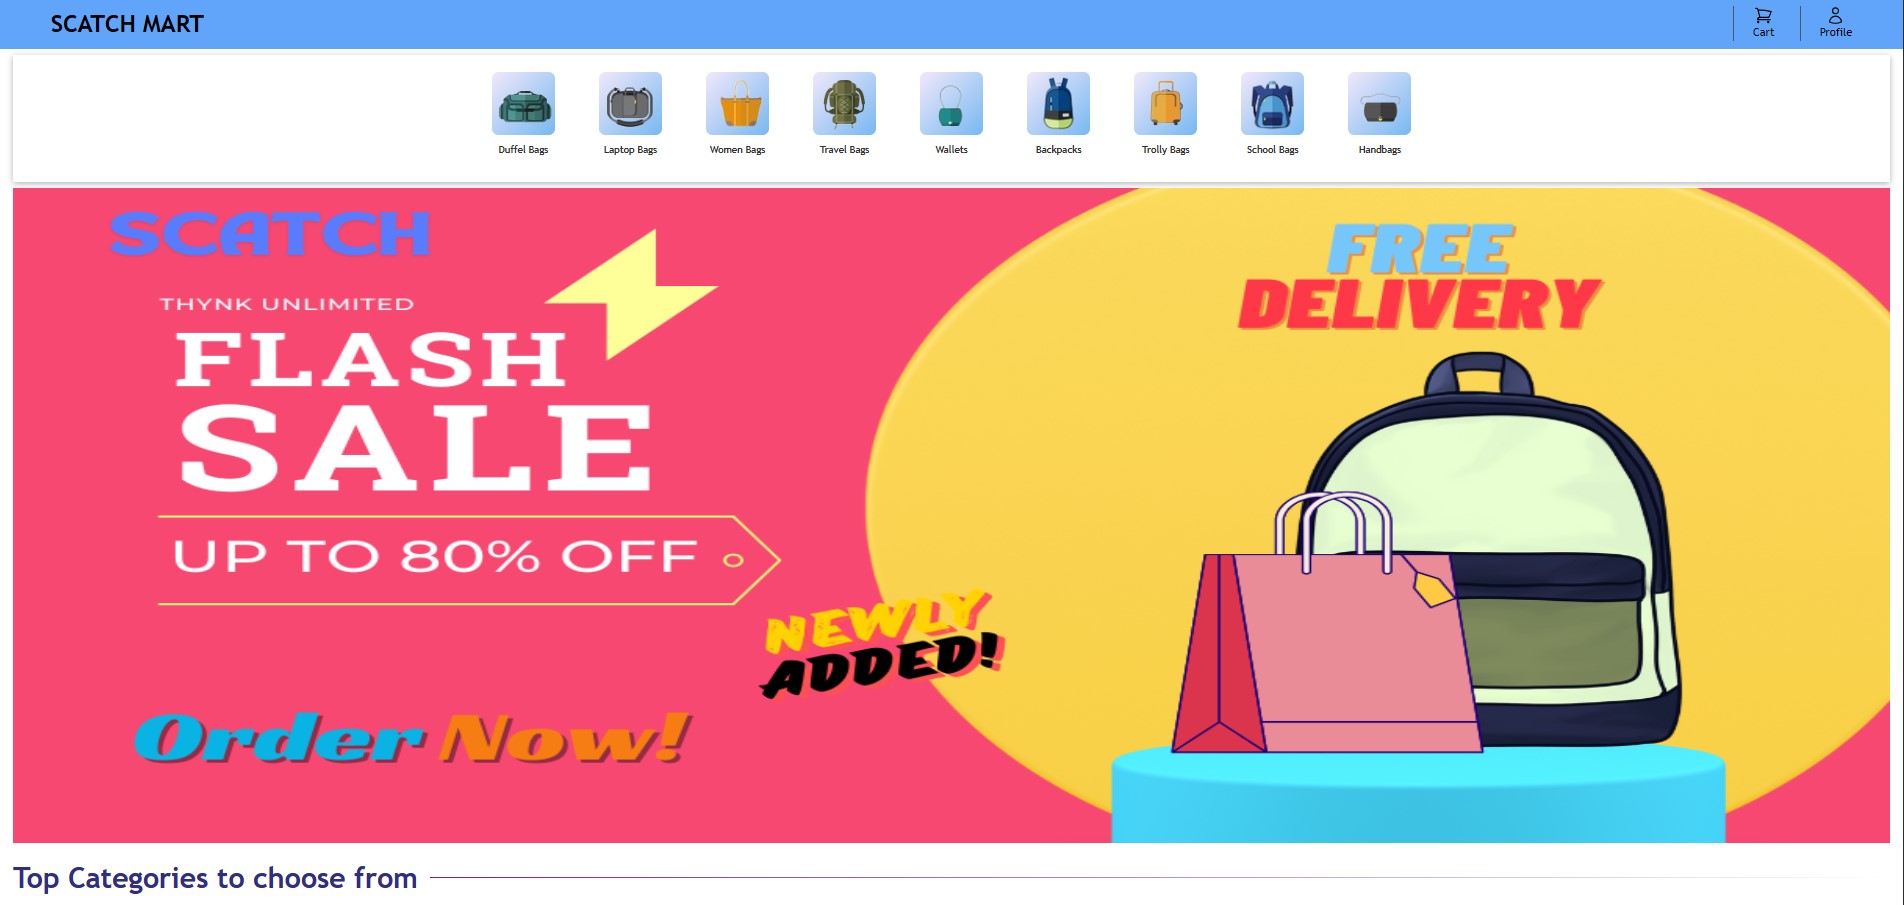 SCATCH MART
Cart
Profile
Duffel Bags
Laptop Bags
Women Bags
Travel Bags
Wallets
Backpacks
Trolly Bags
School Bags
Handbags
SCATCH
THYNK UNLIMITED
FLASH
SALE
UP TO 80% OFF
NEWLY
ADDED!
Order Now!
FREE
DELIVERY
Top Categories to choose from